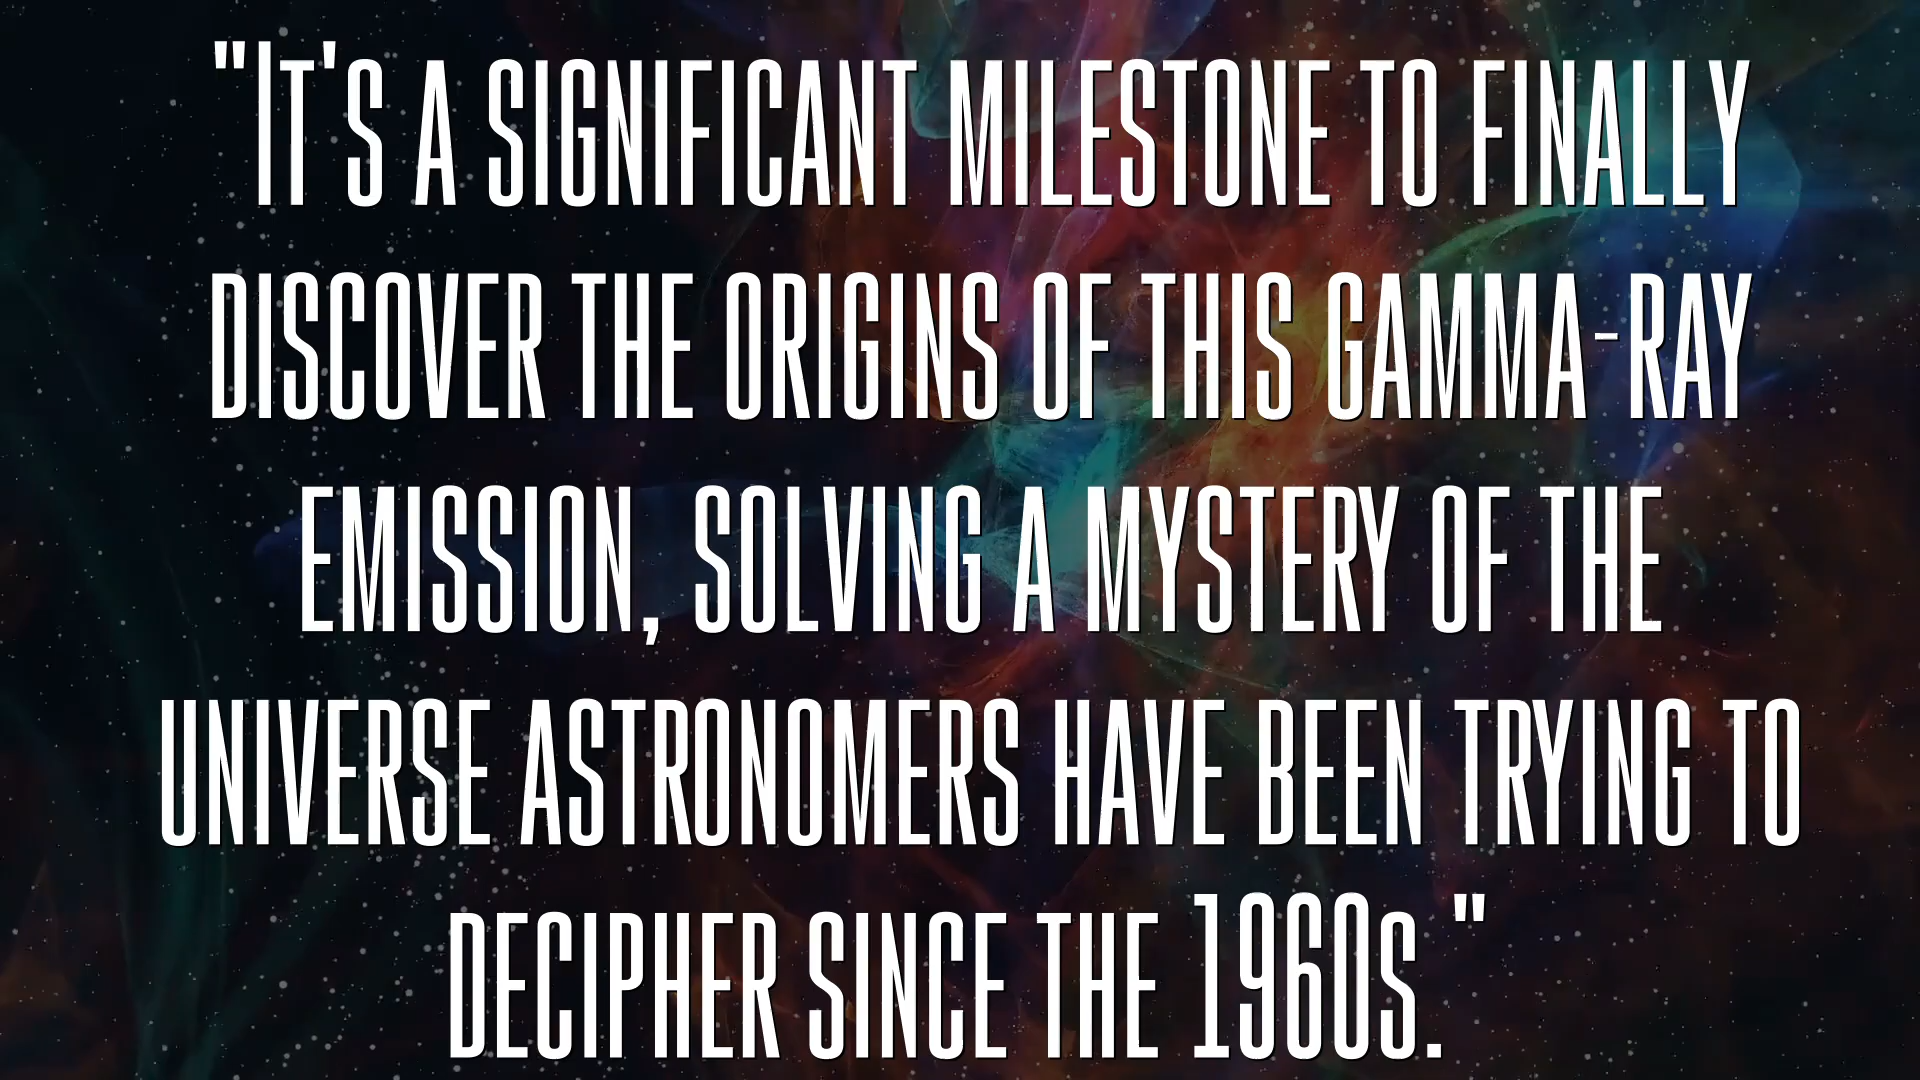 "It's a significant milestone to finally
discover the origins of this gamma-ray
emission, solving a mystery of the
universe astronomers have been trying to
decipher since the 1960s."